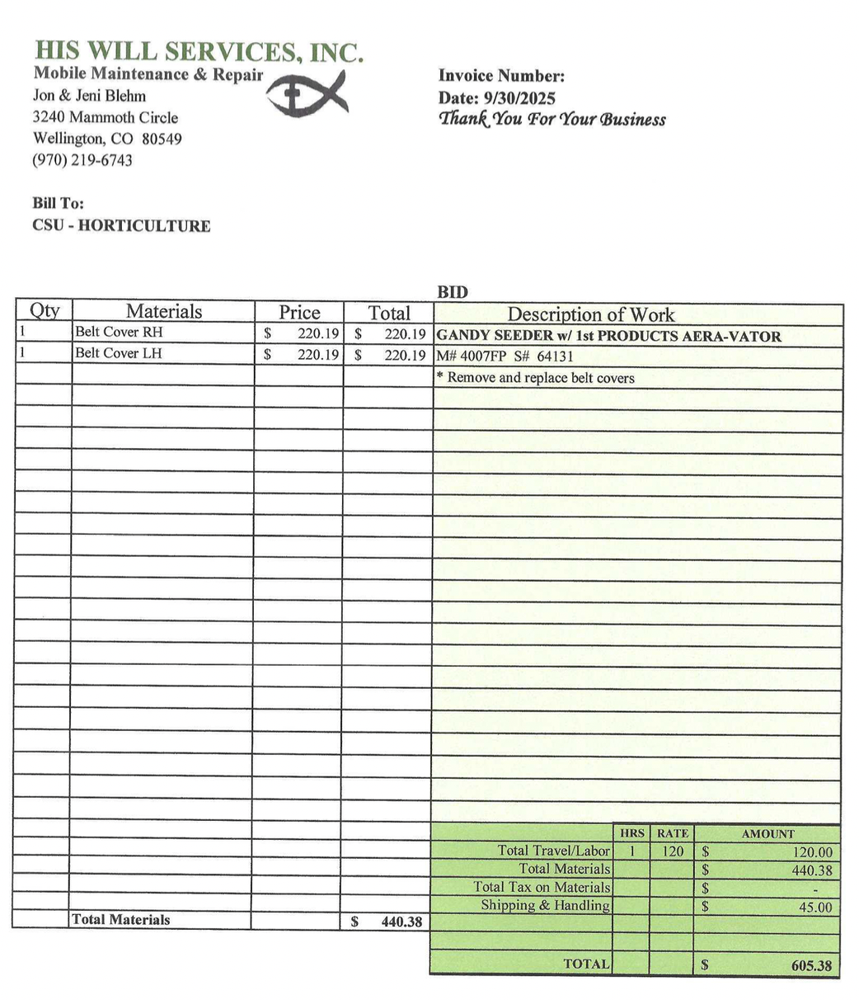 HIS WILL SERVICES, INC.
Mobile Maintenance & Repair
Jon & Jeni Blehm
3240 Mammoth Circle
Wellington, CO 80549
(970) 219-6743
Invoice Number:
Date: 9/30/2025
Thank You For Your Business
Bill To:
CSU - HORTICULTURE
BID
Qty Materials Price Total Description of Work
1 Belt Cover RH $ 220.19 $ 220.19 GANDY SEEDER w/ 1st PRODUCTS AERA-VATOR
1 Belt Cover LH $ 220.19 $ 220.19 M# 4007FP S# 64131
* Remove and replace belt covers
HRS RATE AMOUNT
Total Travel/Labor 1 120 $ 120.00
Total Materials $ 440.38
Total Tax on Materials $ -
Shipping & Handling $ 45.00
Total Materials $ 440.38
TOTAL $ 605.38